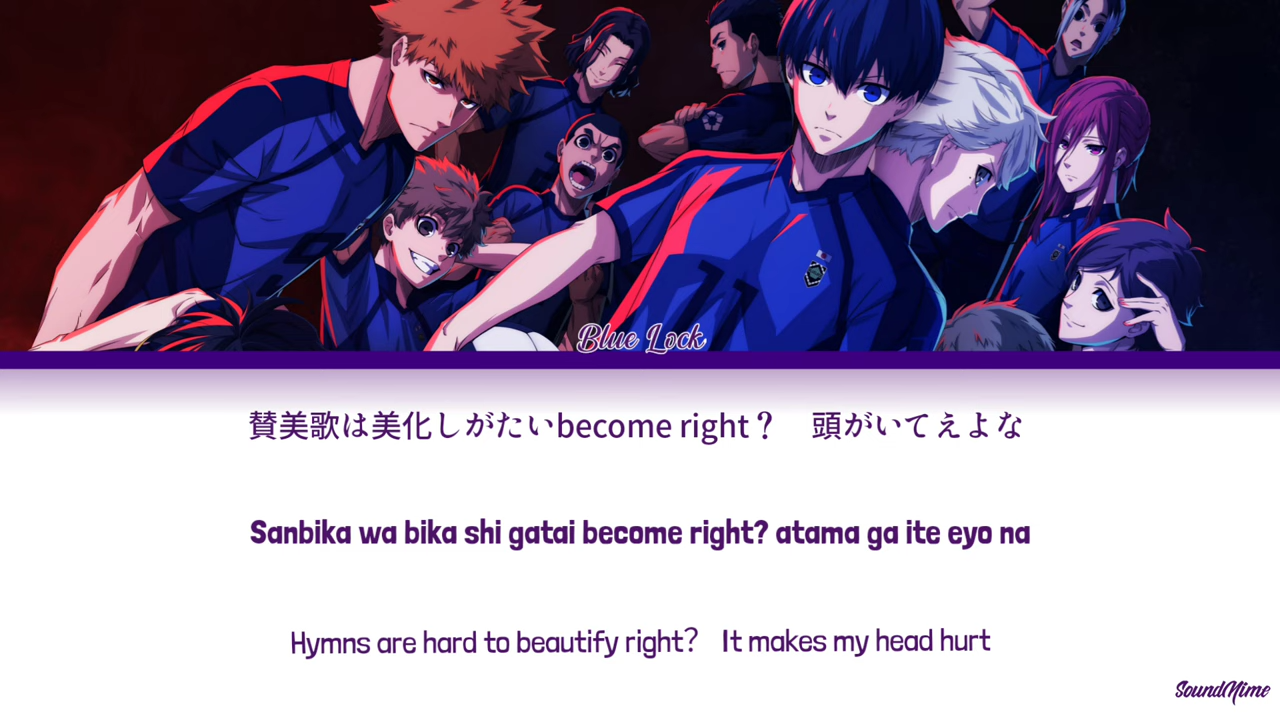 Blue Lock
賛美歌は美化しがたいbecome right？　頭がいてえよな
Sanbika wa bika shi gatai become right? atama ga ite eyo na
Hymns are hard to beautify right?　It makes my head hurt
SoundNime